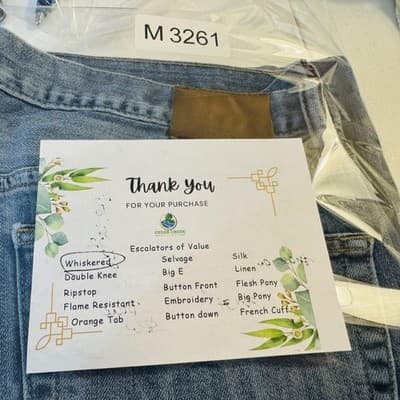 M 3261
Thank You
FOR YOUR PURCHASE
Escalators of Value
Whiskered Selvage Silk
Double Knee Big E Linen
Ripstop Button Front Flesh Pony
Flame Resistant Embroidery Big Pony
Orange Tab Button down French Cuff